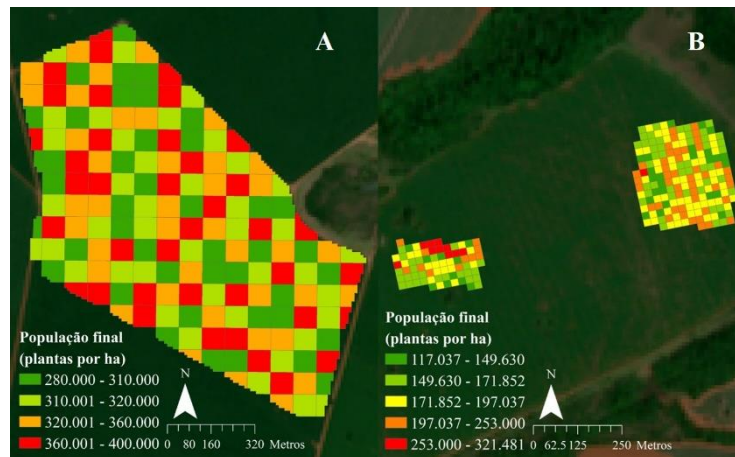 A
População final
(plantas por ha)
280.000 - 310.000
310.001 - 320.000
320.001 - 360.000
360.001 - 400.000
N
0 80 160 320 Metros
B
População final
(plantas por ha)
117.037 - 149.630
149.630 - 171.852
171.852 - 197.037
197.037 - 253.000
253.000 - 321.481
N
0 62.5 125 250 Metros